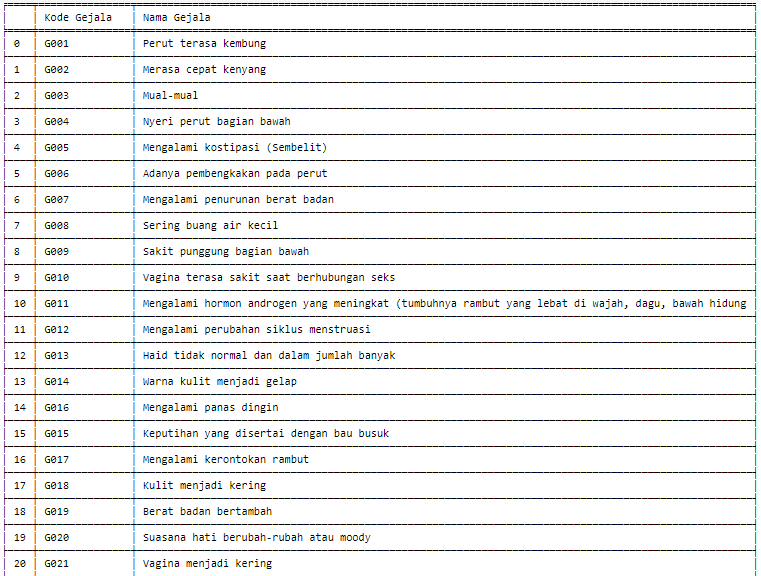 Kode Gejala Nama Gejala
0 G001 Perut terasa kembung
1 G002 Merasa cepat kenyang
2 G003 Mual-mual
3 G004 Nyeri perut bagian bawah
4 G005 Mengalami kostipasi (Sembelit)
5 G006 Adanya pembengkakan pada perut
6 G007 Mengalami penurunan berat badan
7 G008 Sering buang air kecil
8 G009 Sakit punggung bagian bawah
9 G010 Vagina terasa sakit saat berhubungan seks
10 G011 Mengalami hormon androgen yang meningkat (tumbuhnya rambut yang lebat di wajah, dagu, bawah hidung
11 G012 Mengalami perubahan siklus menstruasi
12 G013 Haid tidak normal dan dalam jumlah banyak
13 G014 Warna kulit menjadi gelap
14 G016 Mengalami panas dingin
15 G015 Keputihan yang disertai dengan bau busuk
16 G017 Mengalami kerontokan rambut
17 G018 Kulit menjadi kering
18 G019 Berat badan bertambah
19 G020 Suasana hati berubah-rubah atau moody
20 G021 Vagina menjadi kering